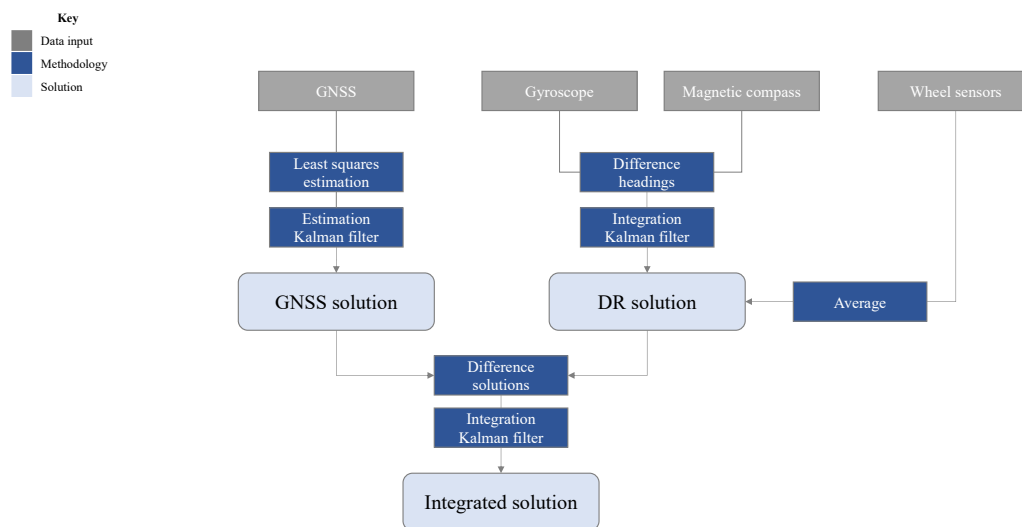 Key
Data input
Methodology
Solution
GNSS
Gyroscope
Magnetic compass
Wheel sensors
Least squares
estimation
Difference
headings
Estimation
Kalman filter
Integration
Kalman filter
GNSS solution
DR solution
Average
Difference
solutions
Integration
Kalman filter
Integrated solution